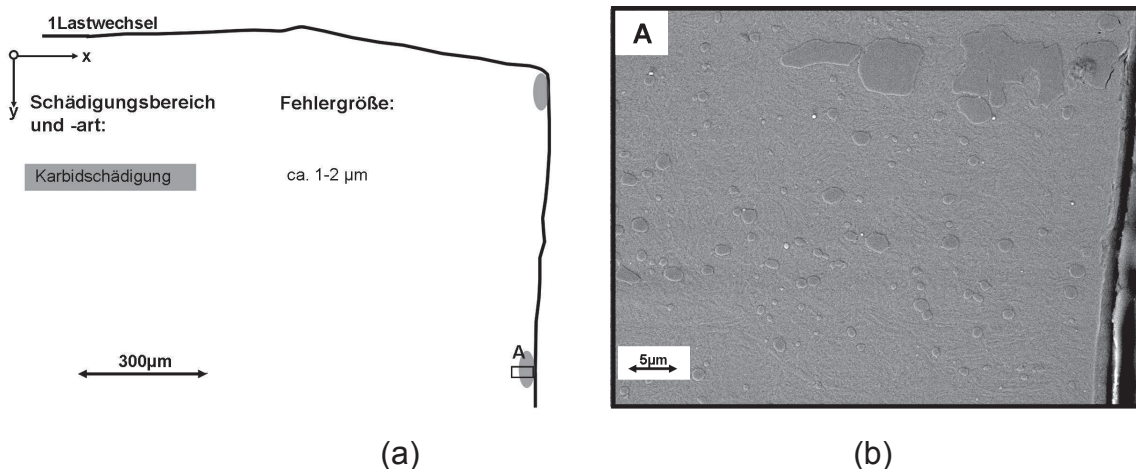 1Lastwechsel
x
y
Schädigungsbereich
und -art:
Fehlergröße:
Karbidschädigung
ca. 1-2 µm
300µm
A
(a)
A
5µm
(b)